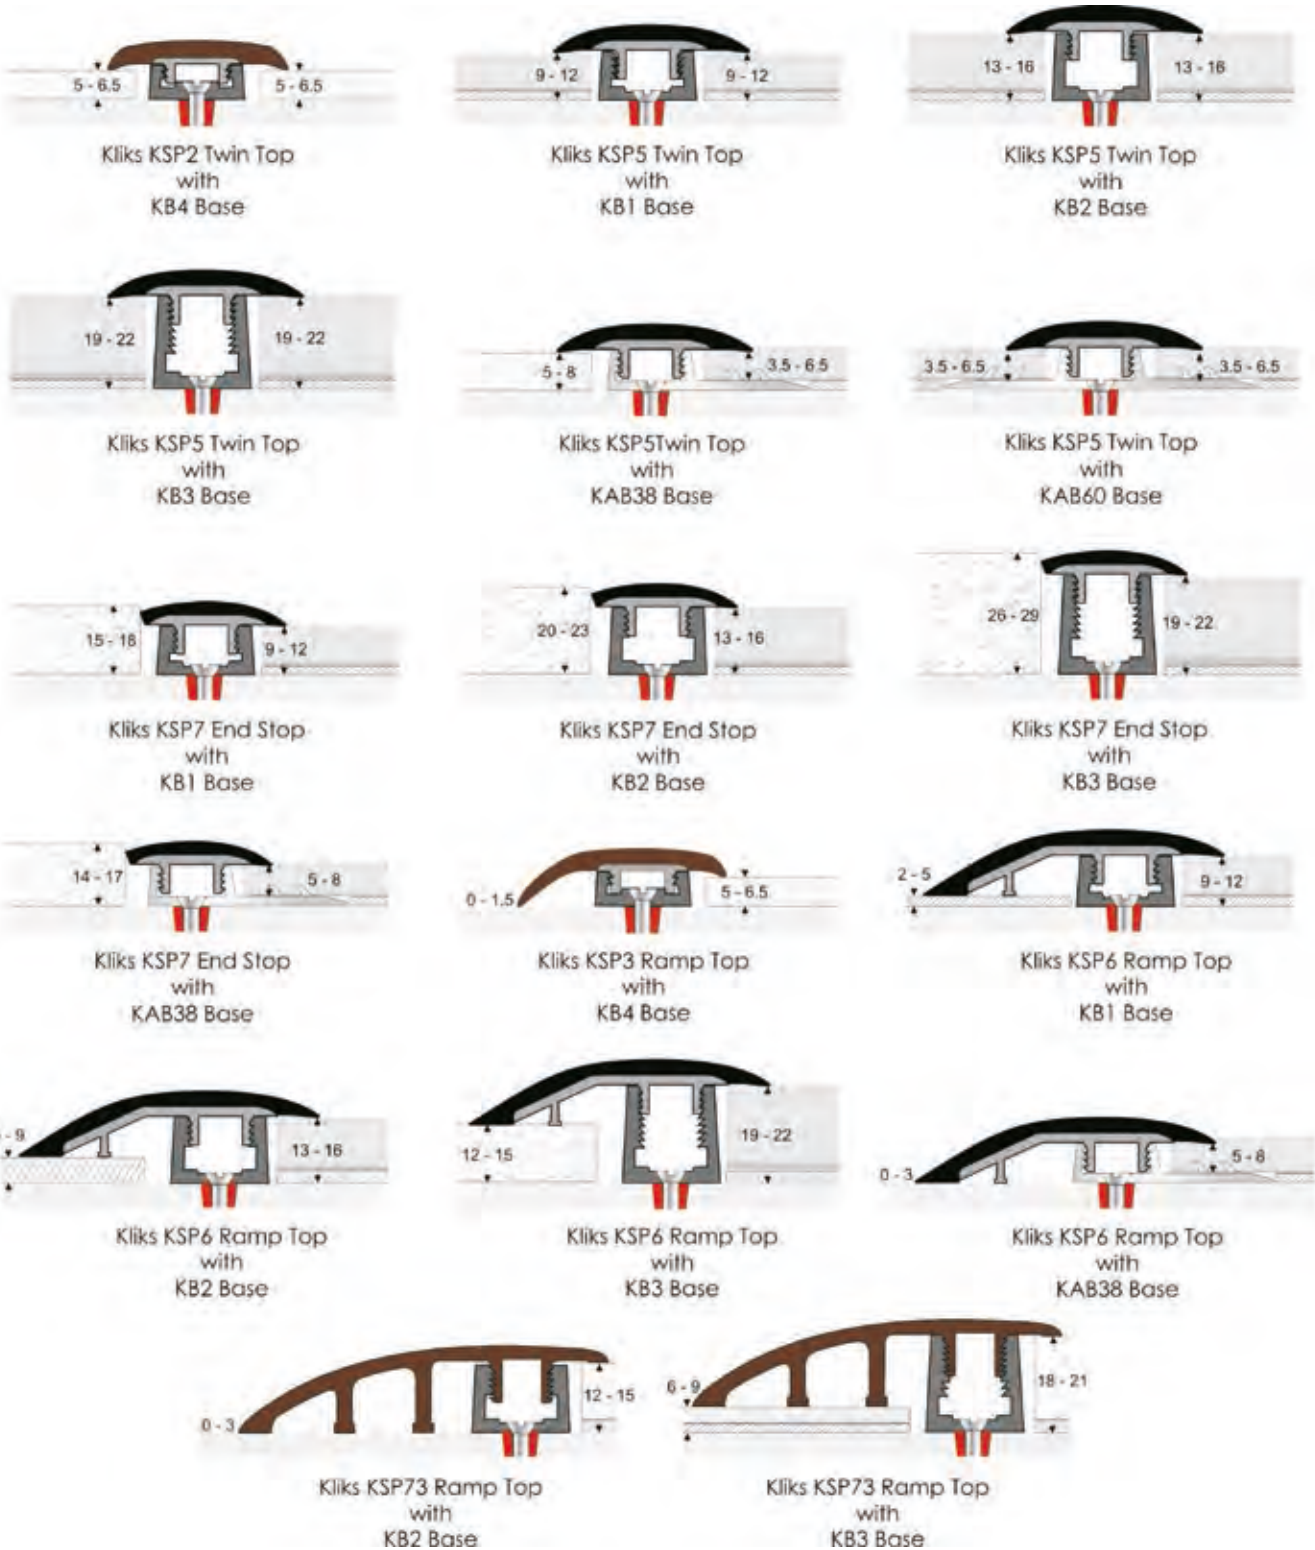 5 - 6.5
5 - 6.5
Kliks KSP2 Twin Top
with
KB4 Base
9 - 12
9 - 12
Kliks KSP5 Twin Top
with
KB1 Base
13 - 16
13 - 16
Kliks KSP5 Twin Top
with
KB2 Base
19 - 22
19 - 22
Kliks KSP5 Twin Top
with
KB3 Base
5 - 8
3.5 - 6.5
Kliks KSP5Twin Top
with
KAB38 Base
3.5 - 6.5
3.5 - 6.5
Kliks KSP5 Twin Top
with
KAB60 Base
15 - 18
9 - 12
Kliks KSP7 End Stop
with
KB1 Base
20 - 23
13 - 16
Kliks KSP7 End Stop
with
KB2 Base
26 - 29
19 - 22
Kliks KSP7 End Stop
with
KB3 Base
14 - 17
5 - 8
Kliks KSP7 End Stop
with
KAB38 Base
0 - 1.5
5 - 6.5
Kliks KSP3 Ramp Top
with
KB4 Base
2 - 5
9 - 12
Kliks KSP6 Ramp Top
with
KB1 Base
- 9
13 - 16
Kliks KSP6 Ramp Top
with
KB2 Base
12 - 15
19 - 22
Kliks KSP6 Ramp Top
with
KB3 Base
0 - 3
5 - 8
Kliks KSP6 Ramp Top
with
KAB38 Base
0 - 3
12 - 15
Kliks KSP73 Ramp Top
with
KB2 Base
6 - 9
18 - 21
Kliks KSP73 Ramp Top
with
KB3 Base